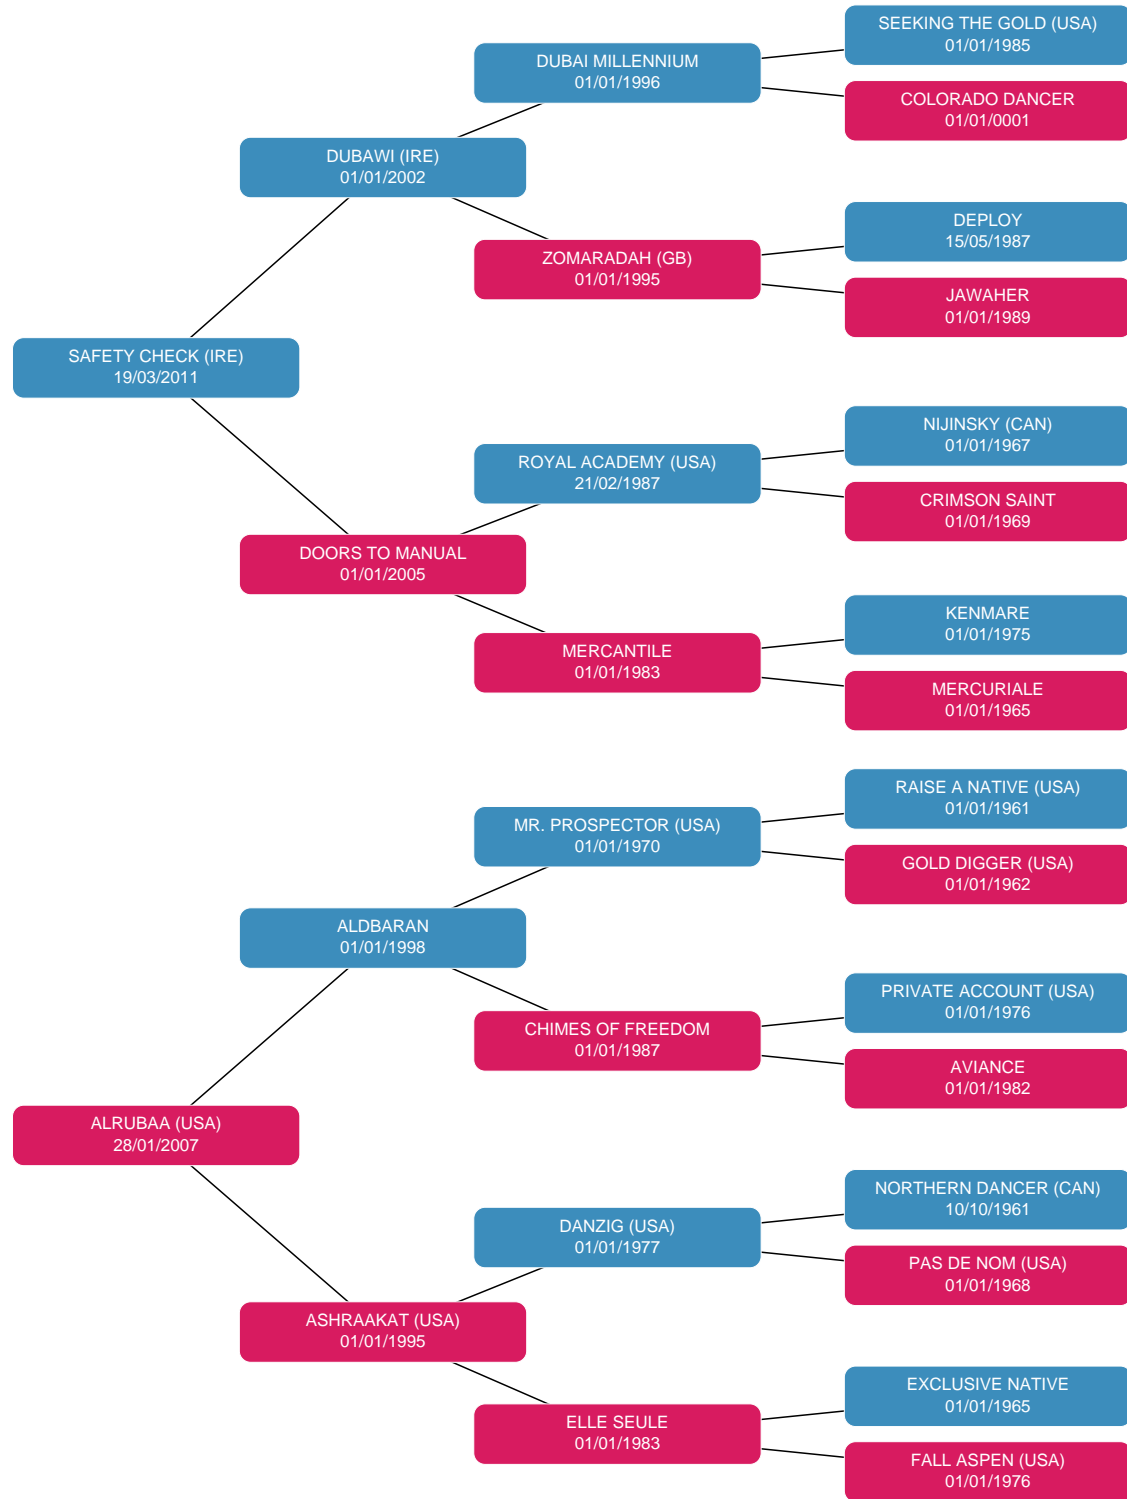 SEEKING THE GOLD (USA)
01/01/1985
DUBAI MILLENNIUM
01/01/1996
COLORADO DANCER
01/01/0001
DUBAWI (IRE)
01/01/2002
DEPLOY
15/05/1987
ZOMARADAH (GB)
01/01/1995
JAWAHER
01/01/1989
SAFETY CHECK (IRE)
19/03/2011
NIJINSKY (CAN)
01/01/1967
ROYAL ACADEMY (USA)
21/02/1987
CRIMSON SAINT
01/01/1969
DOORS TO MANUAL
01/01/2005
KENMARE
01/01/1975
MERCANTILE
01/01/1983
MERCURIALE
01/01/1965
RAISE A NATIVE (USA)
01/01/1961
MR. PROSPECTOR (USA)
01/01/1970
GOLD DIGGER (USA)
01/01/1962
ALDBARAN
01/01/1998
PRIVATE ACCOUNT (USA)
01/01/1976
CHIMES OF FREEDOM
01/01/1987
AVIANCE
01/01/1982
ALRUBAA (USA)
28/01/2007
NORTHERN DANCER (CAN)
10/10/1961
DANZIG (USA)
01/01/1977
PAS DE NOM (USA)
01/01/1968
ASHRAAKAT (USA)
01/01/1995
EXCLUSIVE NATIVE
01/01/1965
ELLE SEULE
01/01/1983
FALL ASPEN (USA)
01/01/1976